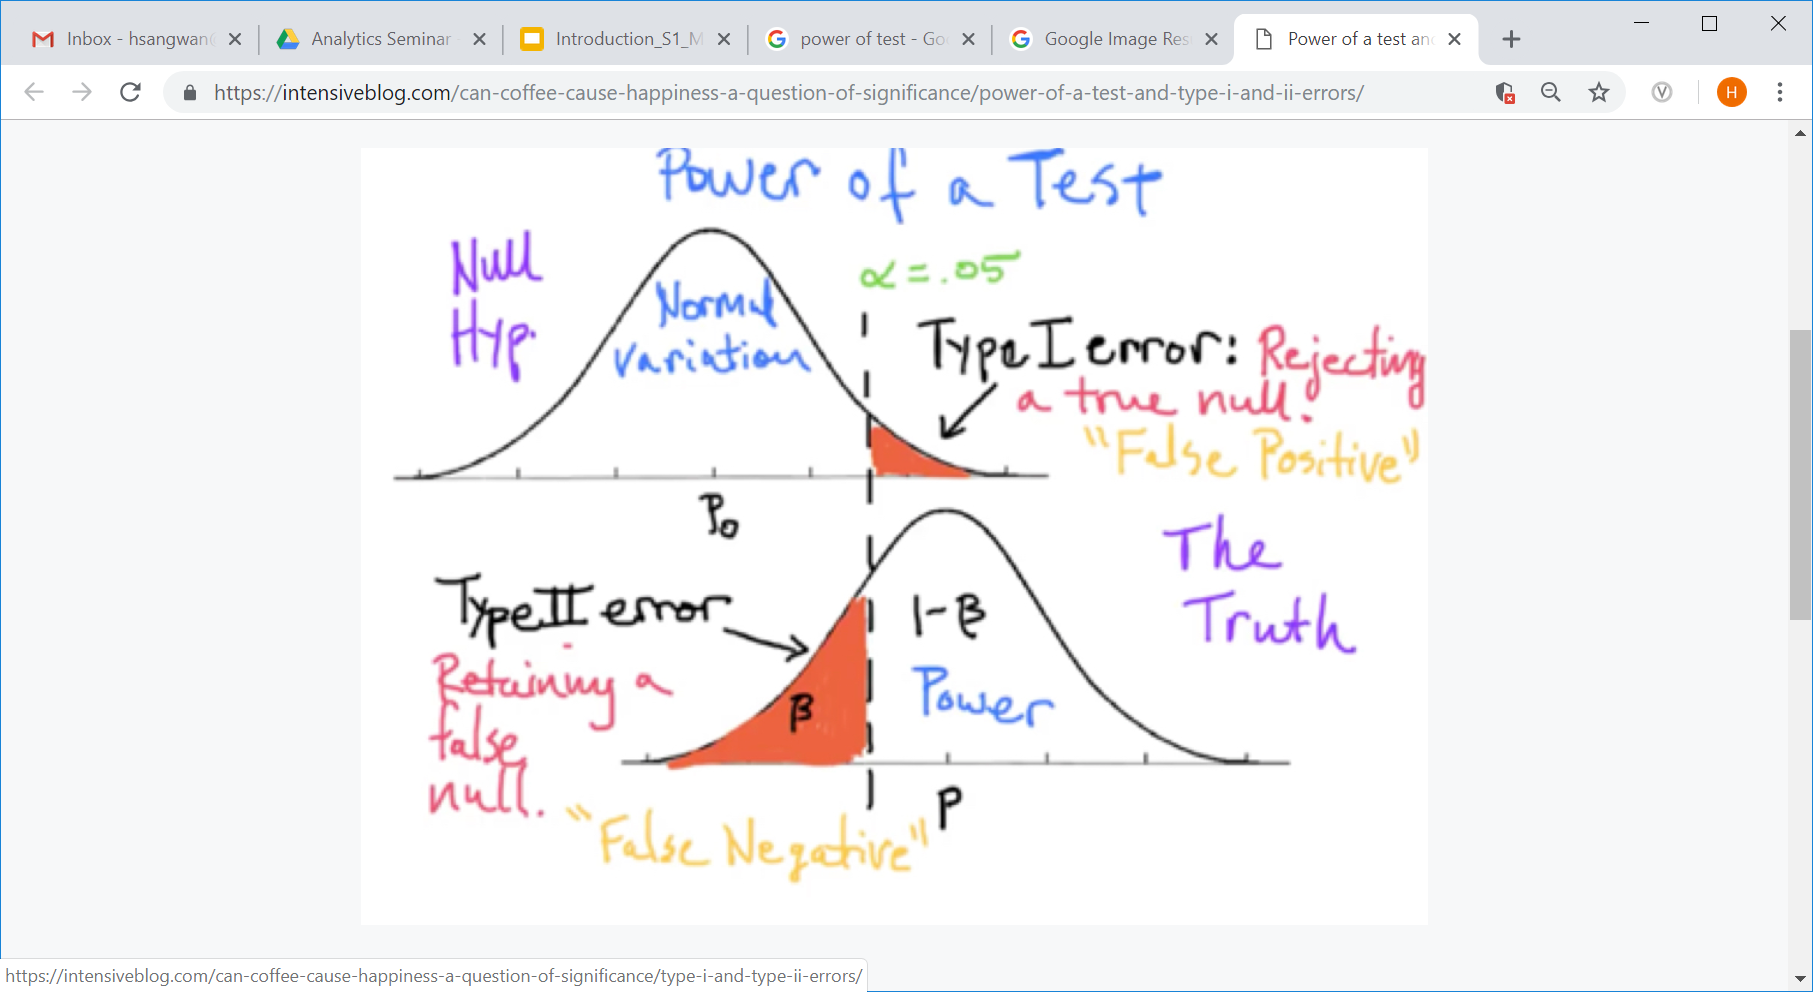 Inbox - hsangwan
Analytics Seminar
Introduction_S1_M
power of test - Go
Google Image Res
Power of a test an
https://intensiveblog.com/can-coffee-cause-happiness-a-question-of-significance/power-of-a-test-and-type-i-and-ii-errors/
H
Power of a Test
Null
Hyp.
Normal
variation
α = .05
Type I error: Rejecting
a true null.
"False Positive"
P₀
The
Truth
Type II error
Retaining a
false
null.
"False Negative"
β
1-β
Power
P
https://intensiveblog.com/can-coffee-cause-happiness-a-question-of-significance/type-i-and-type-ii-errors/